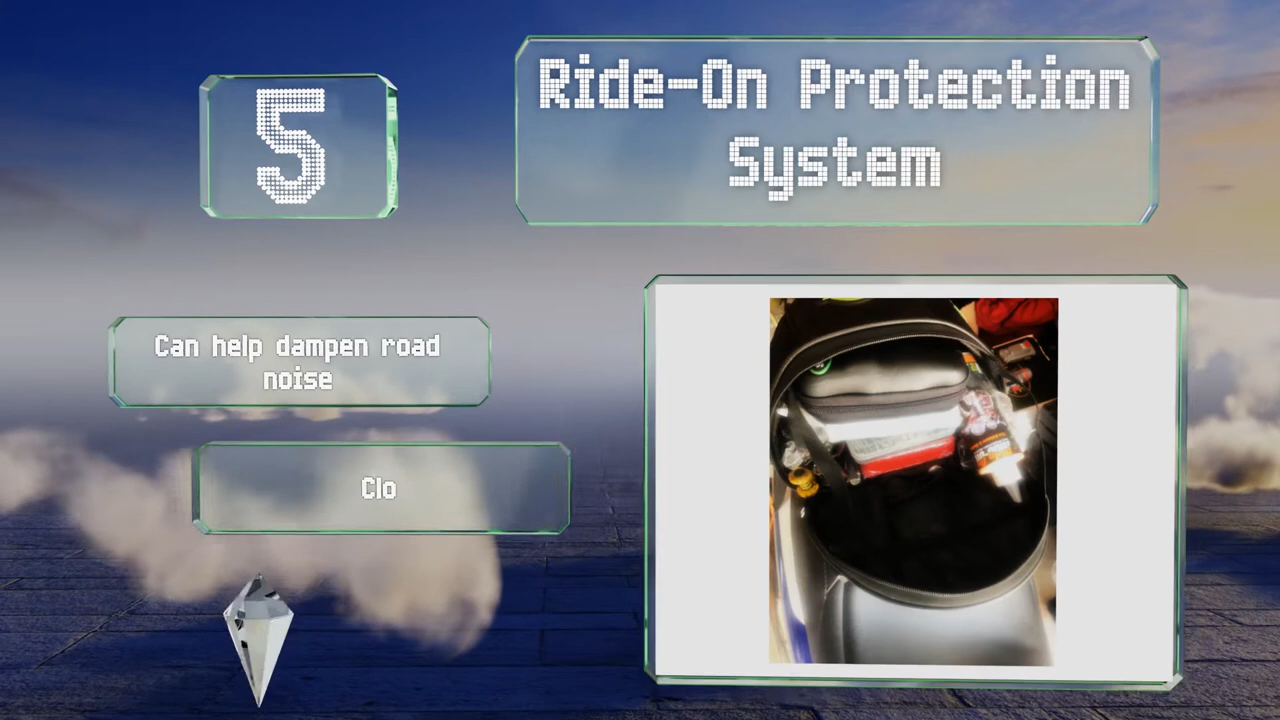 5
Ride-On Protection
System
Can help dampen road
noise
Clo